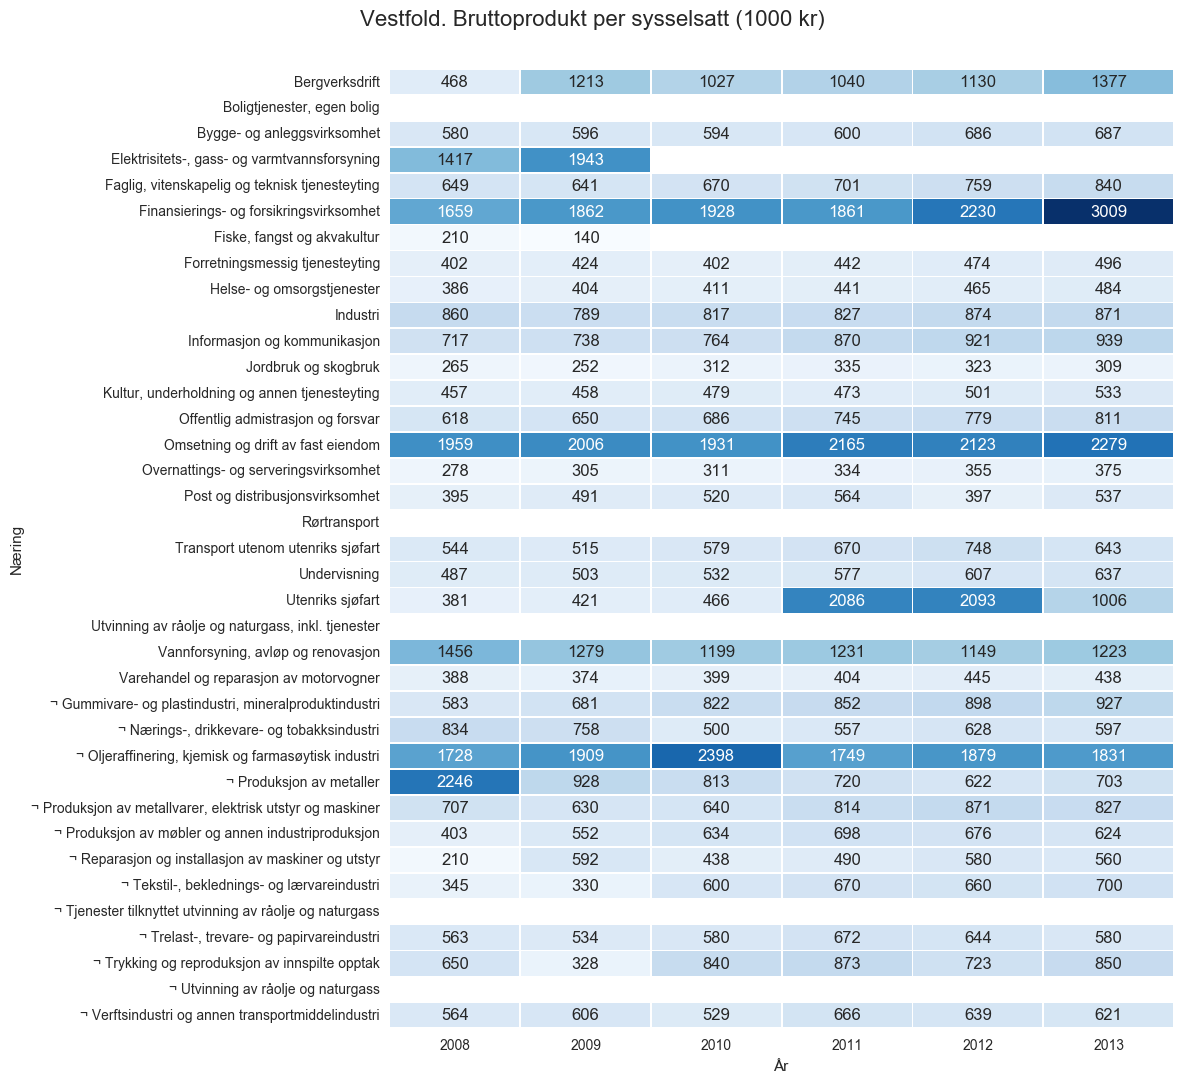 Vestfold. Bruttoprodukt per sysselsatt (1000 kr)
Bergverksdrift 468 1213 1027 1040 1130 1377
Boligtjenester, egen bolig
Bygge- og anleggsvirksomhet 580 596 594 600 686 687
Elektrisitets-, gass- og varmtvannsforsyning 1417 1943
Faglig, vitenskapelig og teknisk tjenesteyting 649 641 670 701 759 840
Finansierings- og forsikringsvirksomhet 1659 1862 1928 1861 2230 3009
Fiske, fangst og akvakultur 210 140
Forretningsmessig tjenesteyting 402 424 402 442 474 496
Helse- og omsorgstjenester 386 404 411 441 465 484
Industri 860 789 817 827 874 871
Informasjon og kommunikasjon 717 738 764 870 921 939
Jordbruk og skogbruk 265 252 312 335 323 309
Kultur, underholdning og annen tjenesteyting 457 458 479 473 501 533
Offentlig admistrasjon og forsvar 618 650 686 745 779 811
Omsetning og drift av fast eiendom 1959 2006 1931 2165 2123 2279
Overnattings- og serveringsvirksomhet 278 305 311 334 355 375
Post og distribusjonsvirksomhet 395 491 520 564 397 537
Rørtransport
Transport utenom utenriks sjøfart 544 515 579 670 748 643
Undervisning 487 503 532 577 607 637
Utenriks sjøfart 381 421 466 2086 2093 1006
Utvinning av råolje og naturgass, inkl. tjenester
Vannforsyning, avløp og renovasjon 1456 1279 1199 1231 1149 1223
Varehandel og reparasjon av motorvogner 388 374 399 404 445 438
¬ Gummivare- og plastindustri, mineralproduktindustri 583 681 822 852 898 927
¬ Nærings-, drikkevare- og tobakksindustri 834 758 500 557 628 597
¬ Oljeraffinering, kjemisk og farmasøytisk industri 1728 1909 2398 1749 1879 1831
¬ Produksjon av metaller 2246 928 813 720 622 703
¬ Produksjon av metallvarer, elektrisk utstyr og maskiner 707 630 640 814 871 827
¬ Produksjon av møbler og annen industriproduksjon 403 552 634 698 676 624
¬ Reparasjon og installasjon av maskiner og utstyr 210 592 438 490 580 560
¬ Tekstil-, beklednings- og lærvareindustri 345 330 600 670 660 700
¬ Tjenester tilknyttet utvinning av råolje og naturgass
¬ Trelast-, trevare- og papirvareindustri 563 534 580 672 644 580
¬ Trykking og reproduksjon av innspilte opptak 650 328 840 873 723 850
¬ Utvinning av råolje og naturgass
¬ Verftsindustri og annen transportmiddelindustri 564 606 529 666 639 621
2008 2009 2010 2011 2012 2013
År
Næring